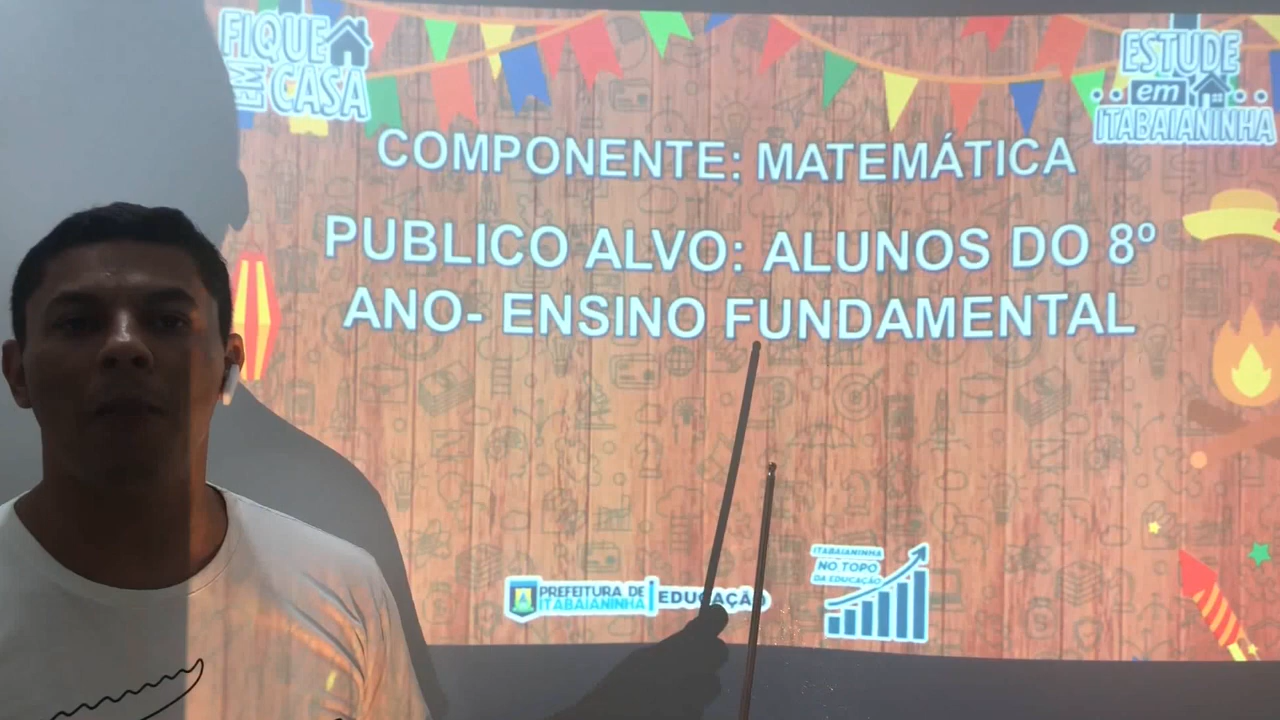 FIQUE
EM
CASA
ESTUDE
em
ITABAIANINHA
COMPONENTE: MATEMÁTICA
PUBLICO ALVO: ALUNOS DO 8º
ANO- ENSINO FUNDAMENTAL
PREFEITURA DE
ITABAIANINHA
EDUCAÇÃO
ITABAIANINHA
NO TOPO
DA EDUCAÇÃO